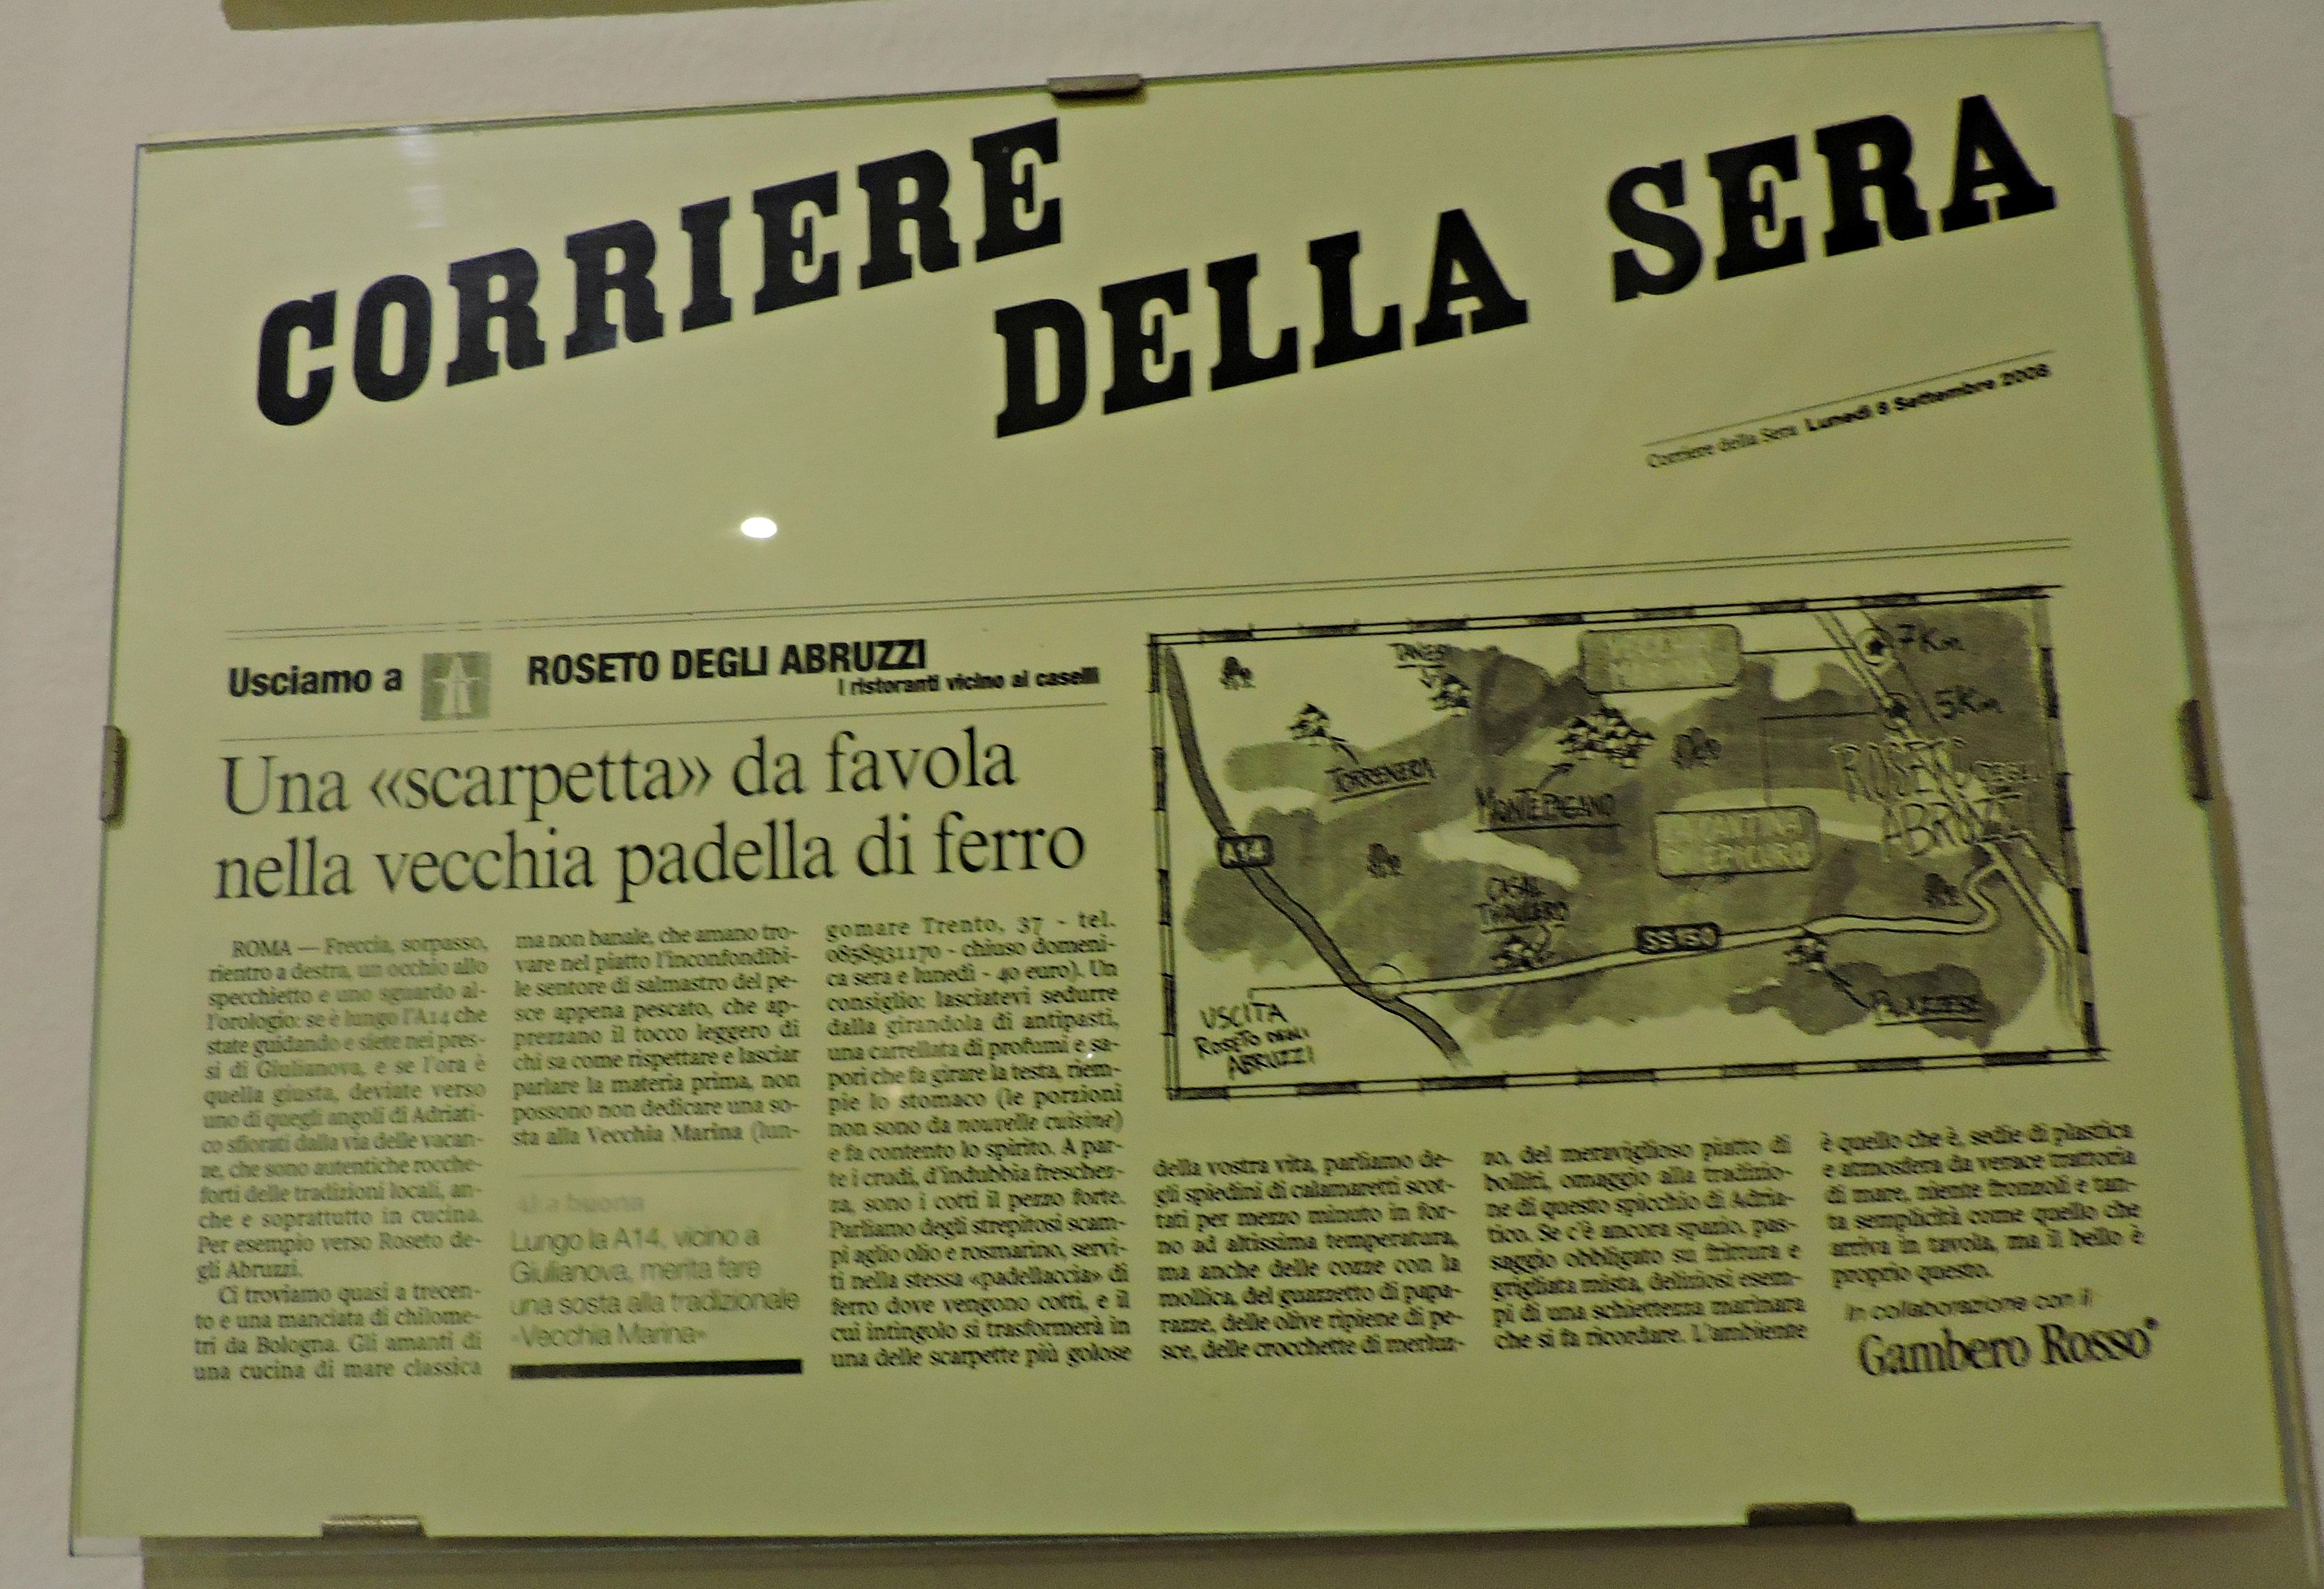 CORRIERE
DELLA SERA
Corriere della Sera Lunedì 8 Settembre 2008
Usciamo a
ROSETO DEGLI ABRUZZI
I ristoranti vicino ai caselli
Una «scarpetta» da favola
nella vecchia padella di ferro
ROMA — Freccia, sorpasso,
rientro a destra, un occhio allo
specchietto e uno sguardo al-
l'orologio: se è lungo l'A14 che
state guidando e siete nei pres-
si di Giulianova, e se l'ora è
quella giusta, deviate verso
uno di quegli angoli di Adriati-
co sfiorati dalla via delle vacan-
ze, che sono autentiche rocche-
forti delle tradizioni locali, an-
che e soprattutto in cucina.
Per esempio verso Roseto de-
gli Abruzzi.
Ci troviamo quasi a trecen-
to e una manciata di chilome-
tri da Bologna. Gli amanti di
una cucina di mare classica
ma non banale, che amano tro-
vare nel piatto l'inconfondibi-
le sentore di salmastro del pe-
sce appena pescato, che ap-
prezzano il tocco leggero di
chi sa come rispettare e lasciar
parlare la materia prima, non
possono non dedicare una so-
sta alla Vecchia Marina (lun-
buona
Lungo la A14, vicino a
Giulianova, merita fare
una sosta alla tradizionale
«Vecchia Marina»
gomare Trento, 37 - tel.
0858931170 - chiuso domeni-
ca sera e lunedì - 40 euro). Un
consiglio: lasciatevi sedurre
dalla girandola di antipasti,
una carrellata di profumi e sa-
pori che fa girare la testa, riem-
pie lo stomaco (le porzioni
non sono da nouvelle cuisine)
e fa contento lo spirito. A par-
te i crudi, d'indubbia freschez-
za, sono i cotti il pezzo forte.
Parliamo degli strepitosi scam-
pi aglio olio e rosmarino, servi-
ti nella stessa «padellaccia» di
ferro dove vengono cotti, e il
cui intingolo si trasformerà in
una delle scarpette più golose
7Km
5Km
TORRENERA
MONTEPAGANO
ROSETO DEGLI
ABRUZZI
A14
LA CANTINA
DI EPICURO
CASAL
THAULERO
SS150
PALAZZESE
USCITA
ROSETO DEGLI
ABRUZZI
della vostra vita, parliamo de-
gli spiedini di calamaretti scot-
tati per mezzo minuto in for-
no ad altissima temperatura,
ma anche delle cozze con la
mollica, del guazzetto di papa-
razze, delle olive ripiene di pe-
sce, delle crocchette di merluz-
zo, del meraviglioso piatto di
bolliti, omaggio alla tradizio-
ne di questo spicchio di Adria-
tico. Se c'è ancora spazio, pas-
saggio obbligato su frittura e
grigliata mista, deliziosi esem-
pi di una schiettezza marinara
che si fa ricordare. L'ambiente
è quello che è, sedie di plastica
e atmosfera da verace trattoria
di mare, niente fronzoli e tan-
ta semplicità come quello che
arriva in tavola, ma il bello è
proprio questo.
In collaborazione con il
Gambero Rosso®